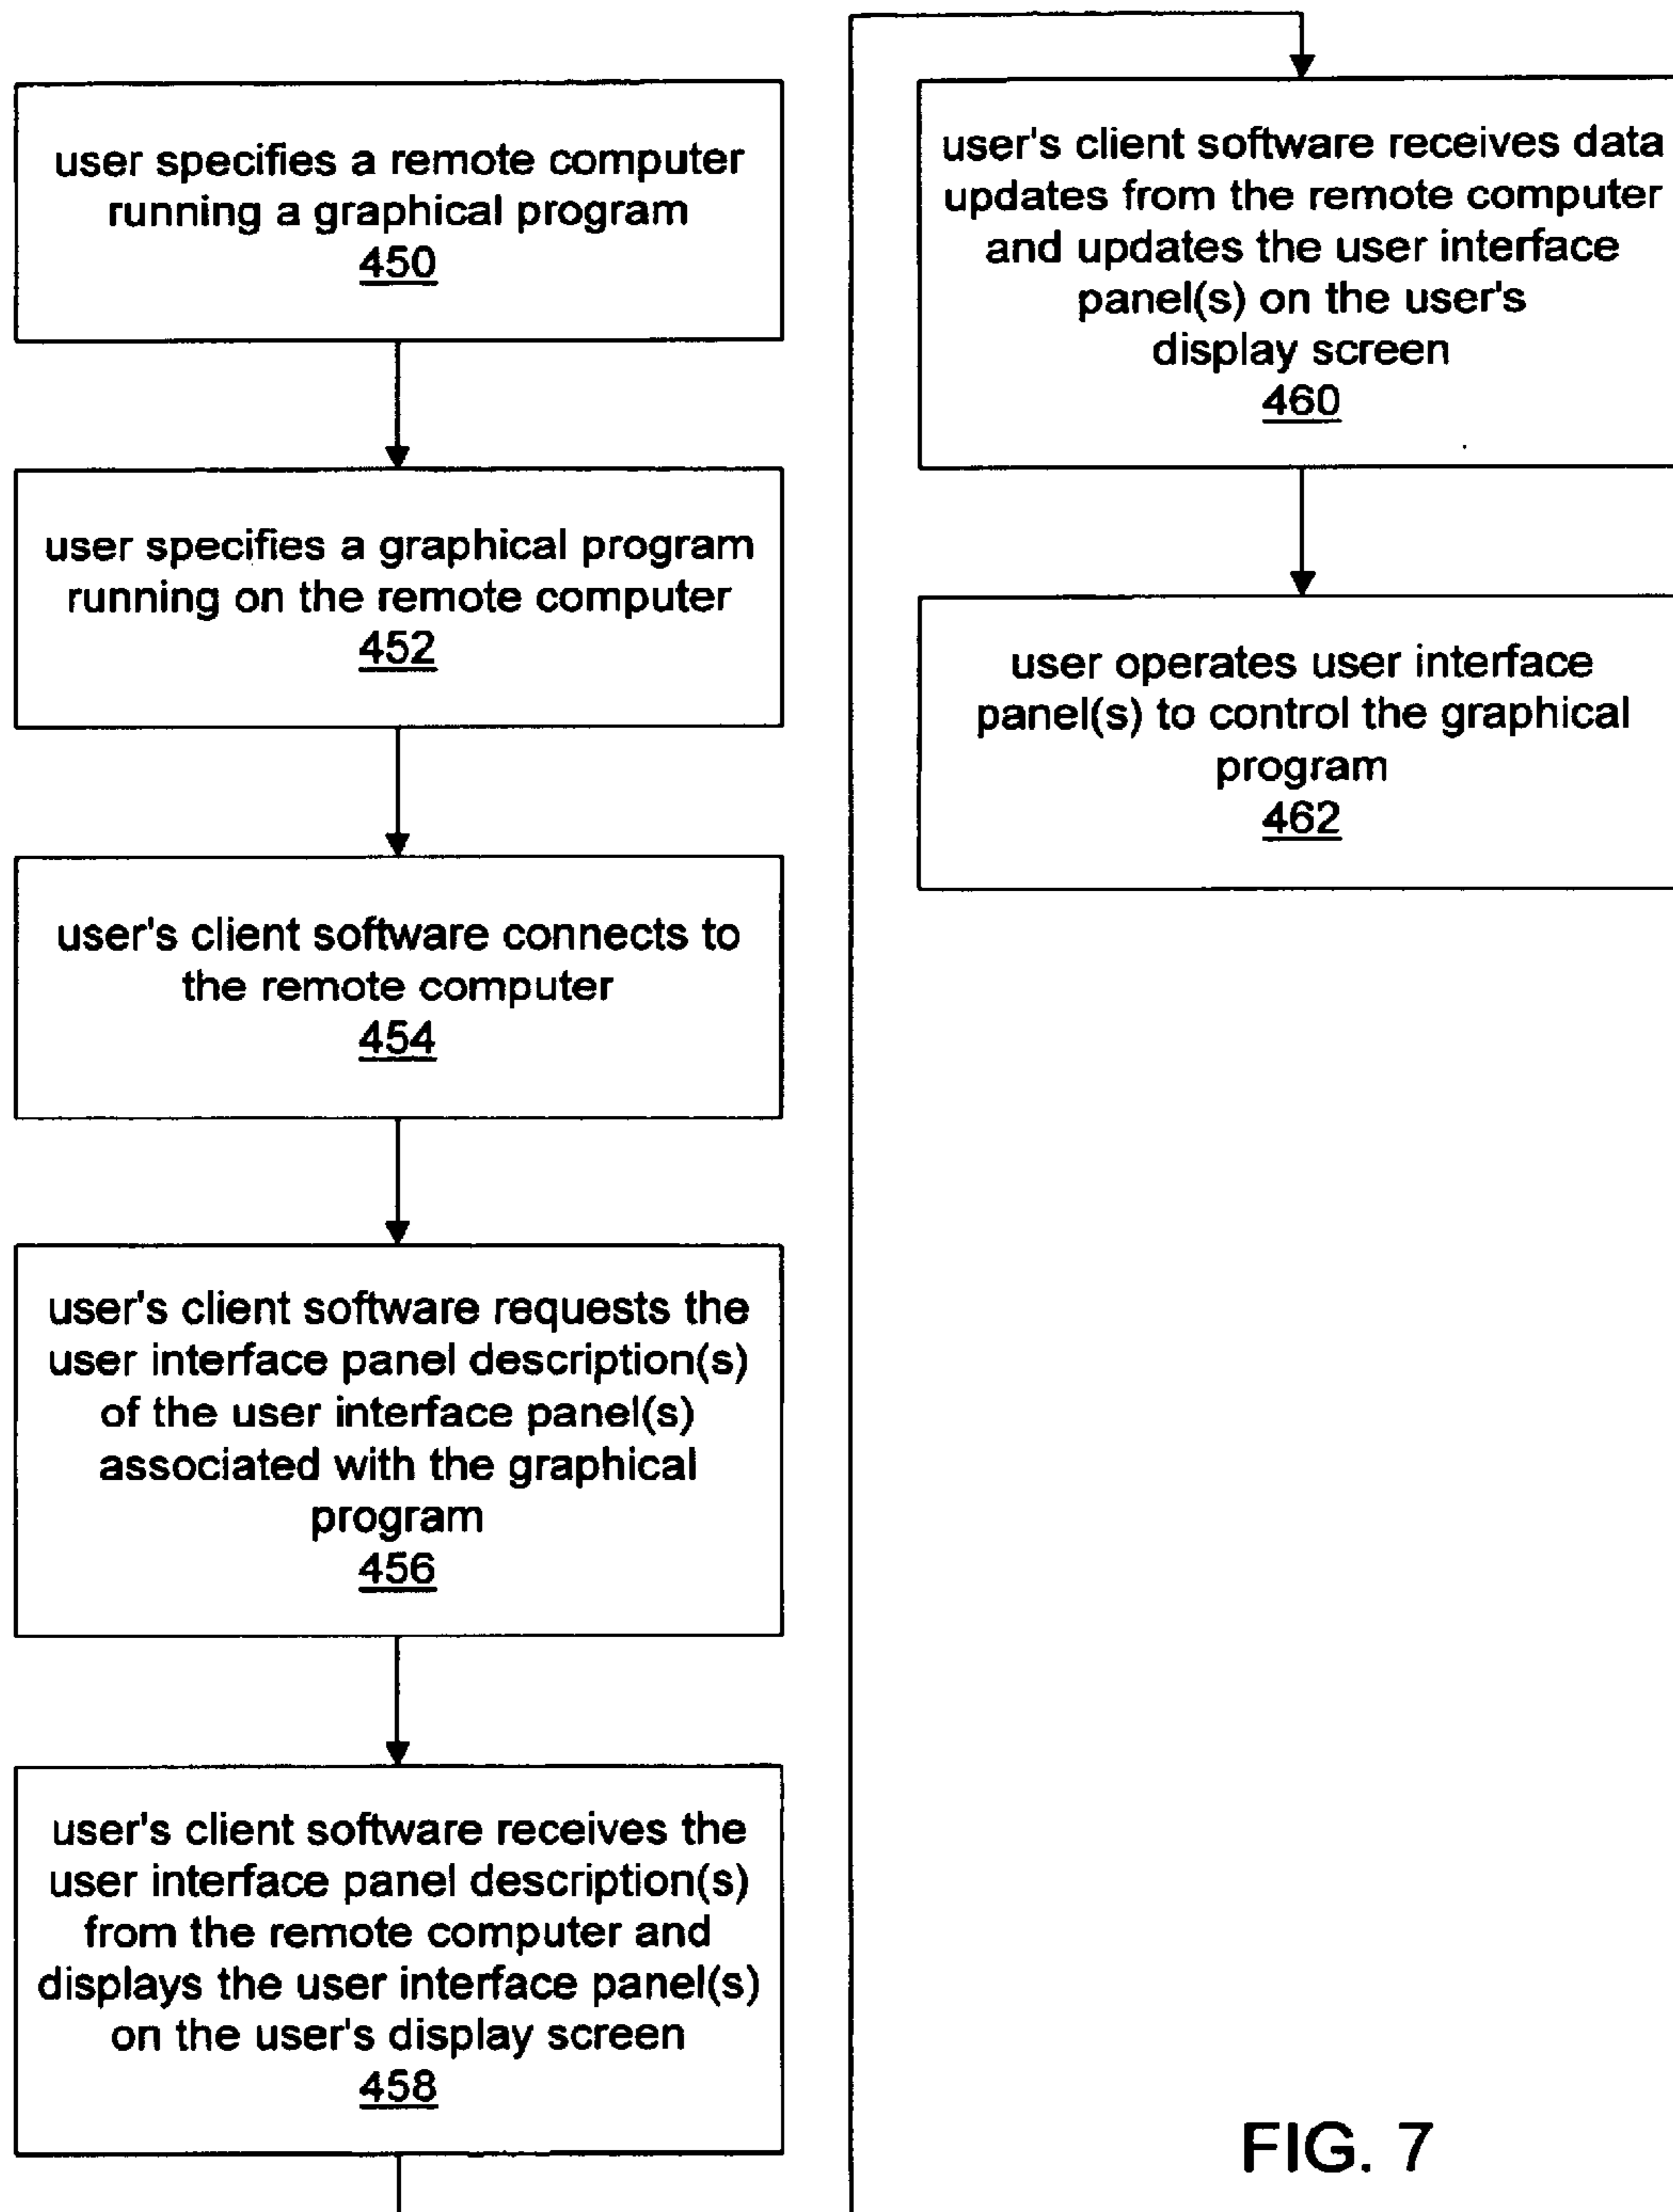 user specifies a remote computer
running a graphical program
450
user specifies a graphical program
running on the remote computer
452
user's client software connects to
the remote computer
454
user's client software requests the
user interface panel description(s)
of the user interface panel(s)
associated with the graphical
program
456
user's client software receives the
user interface panel description(s)
from the remote computer and
displays the user interface panel(s)
on the user's display screen
458
user's client software receives data
updates from the remote computer
and updates the user interface
panel(s) on the user's
display screen
460
user operates user interface
panel(s) to control the graphical
program
462
FIG. 7